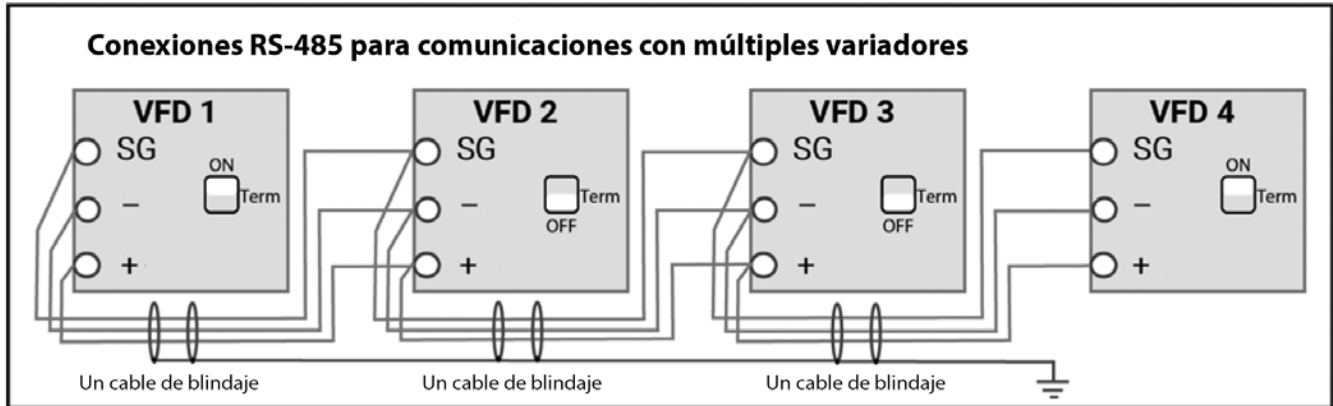 Conexiones RS-485 para comunicaciones con múltiples variadores
VFD 1
SG
ON
Term
−
+
VFD 2
SG
Term
−
OFF
+
VFD 3
SG
Term
−
OFF
+
VFD 4
SG
ON
Term
−
+
Un cable de blindaje
Un cable de blindaje
Un cable de blindaje